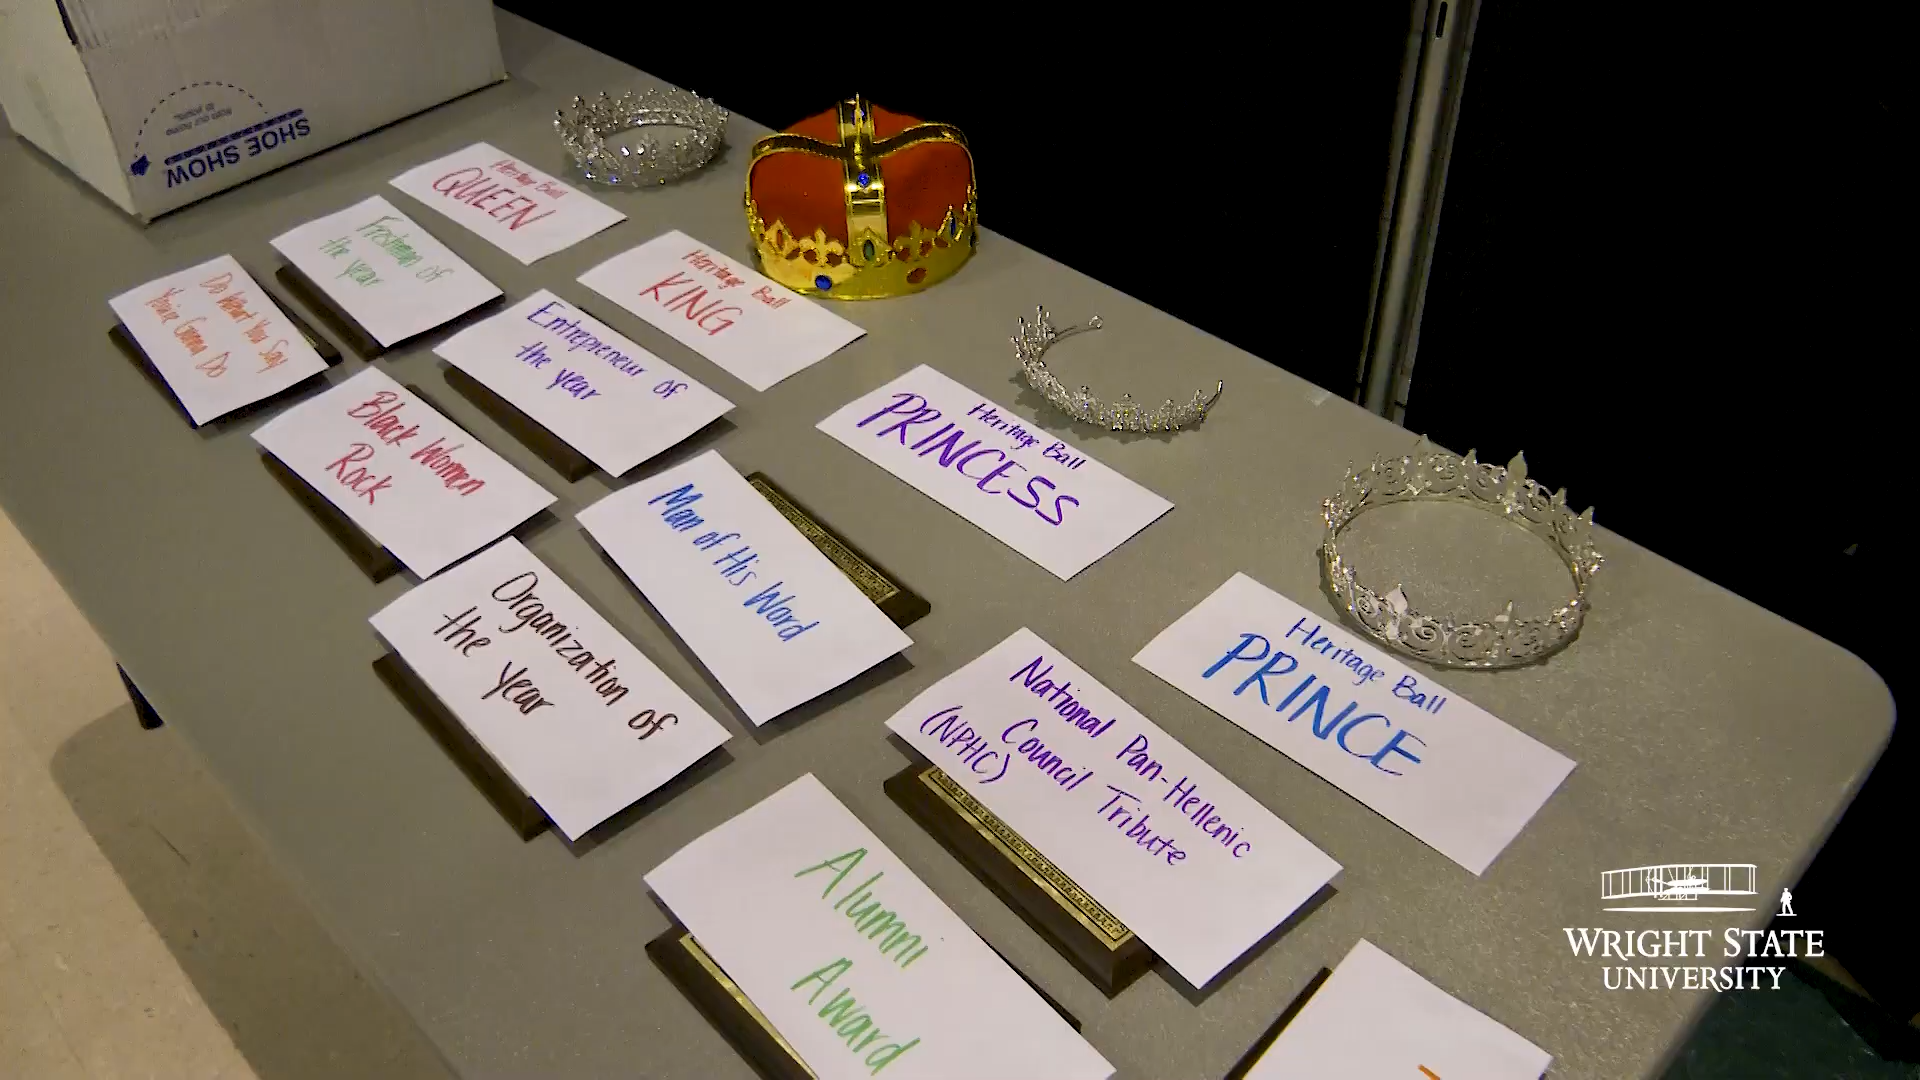 SHOE SHOW
Heritage Ball
QUEEN
Freshman of
the year
Do What You Say
You're Gonna Do
Heritage Ball
KING
Entrepreneur of
the year
Black Women
Rock
Heritage Ball
PRINCESS
Man of His Word
Organization of
the Year
Heritage Ball
PRINCE
National Pan-Hellenic
Council Tribute
(NPHC)
Alumni
Award
WRIGHT STATE
UNIVERSITY